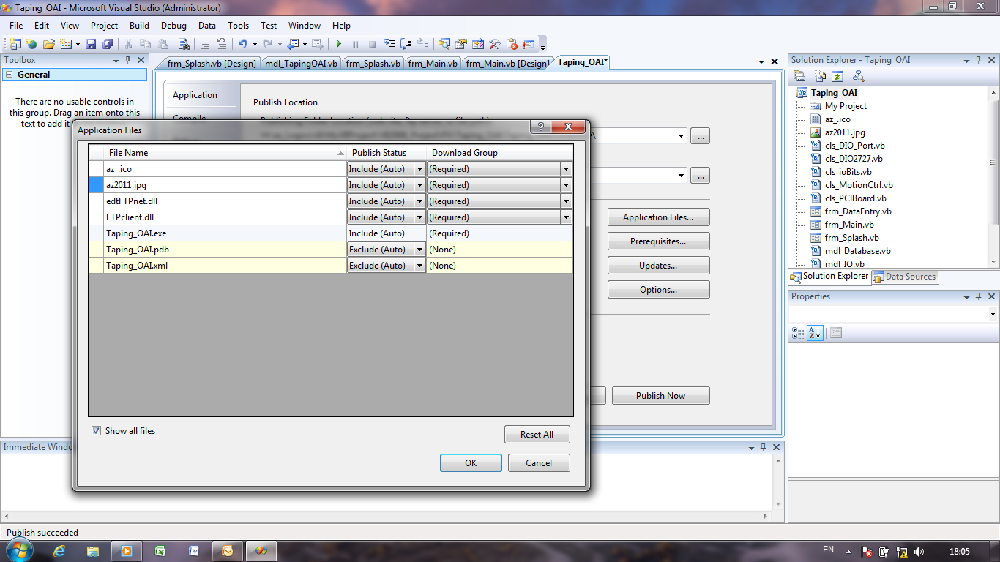 Taping_OAI - Microsoft Visual Studio (Administrator)
File Edit View Project Build Debug Data Tools Test Window Help
Toolbox
General
There are no usable controls in
this group. Drag an item onto this
text to add it
frm_Splash.vb [Design] mdl_TapingOAI.vb frm_Splash.vb frm_Main.vb frm_Main.vb [Design] Taping_OAI*
Application
Compile
Publish Location
...
...
Application Files...
Prerequisites...
Updates...
Options...
Publish Now
Application Files
?
File Name Publish Status Download Group
az_.ico Include (Auto) (Required)
az2011.jpg Include (Auto) (Required)
edtFTPnet.dll Include (Auto) (Required)
FTPclient.dll Include (Auto) (Required)
Taping_OAI.exe Include (Auto) (Required)
Taping_OAI.pdb Exclude (Auto) (None)
Taping_OAI.xml Exclude (Auto) (None)
Show all files
Reset All
OK Cancel
Solution Explorer - Taping_OAI
Taping_OAI
My Project
az_.ico
az2011.jpg
cls_DIO_Port.vb
cls_DIO2727.vb
cls_ioBits.vb
cls_MotionCtrl.vb
cls_PCIBoard.vb
frm_DataEntry.vb
frm_Main.vb
frm_Splash.vb
mdl_Database.vb
mdl_IO.vb
Solution Explorer Data Sources
Properties
Immediate Windo
Publish succeeded
EN 18:05